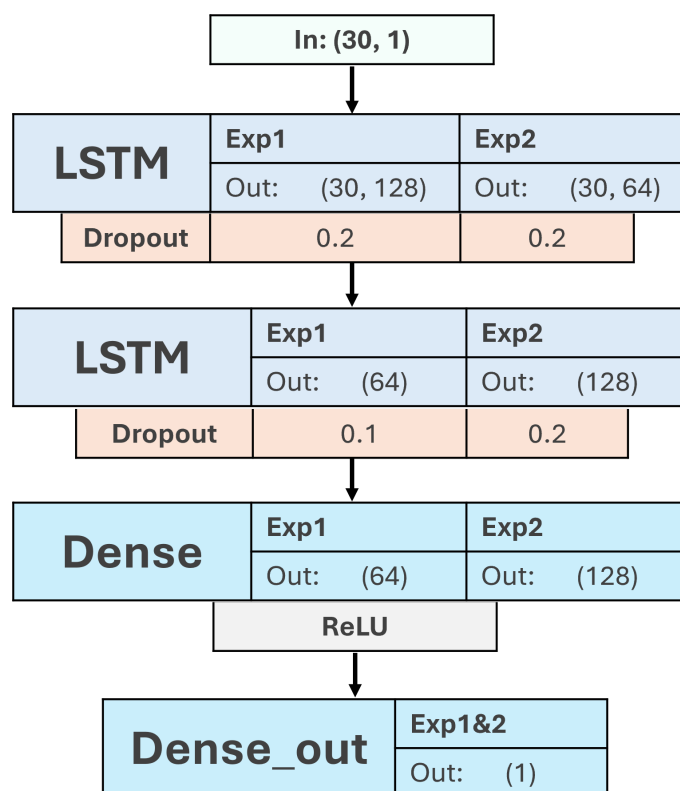 In: (30, 1)
LSTM
Exp1 Exp2
Out: (30, 128) Out: (30, 64)
Dropout 0.2 0.2
LSTM
Exp1 Exp2
Out: (64) Out: (128)
Dropout 0.1 0.2
Dense
Exp1 Exp2
Out: (64) Out: (128)
ReLU
Dense_out
Exp1&2
Out: (1)